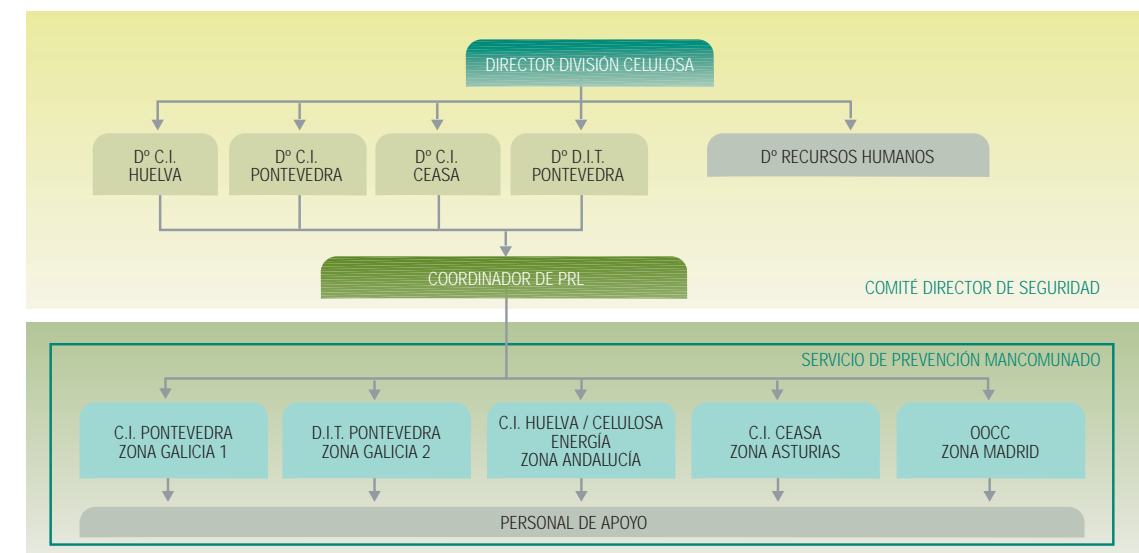 DIRECTOR DIVISIÓN CELULOSA
Dº C.I.
HUELVA
Dº C.I.
PONTEVEDRA
Dº C.I.
CEASA
Dº D.I.T.
PONTEVEDRA
Dº RECURSOS HUMANOS
COORDINADOR DE PRL
COMITÉ DIRECTOR DE SEGURIDAD
SERVICIO DE PREVENCIÓN MANCOMUNADO
C.I. PONTEVEDRA
ZONA GALICIA 1
D.I.T. PONTEVEDRA
ZONA GALICIA 2
C.I. HUELVA / CELULOSA
ENERGÍA
ZONA ANDALUCÍA
C.I. CEASA
ZONA ASTURIAS
OOCC
ZONA MADRID
PERSONAL DE APOYO